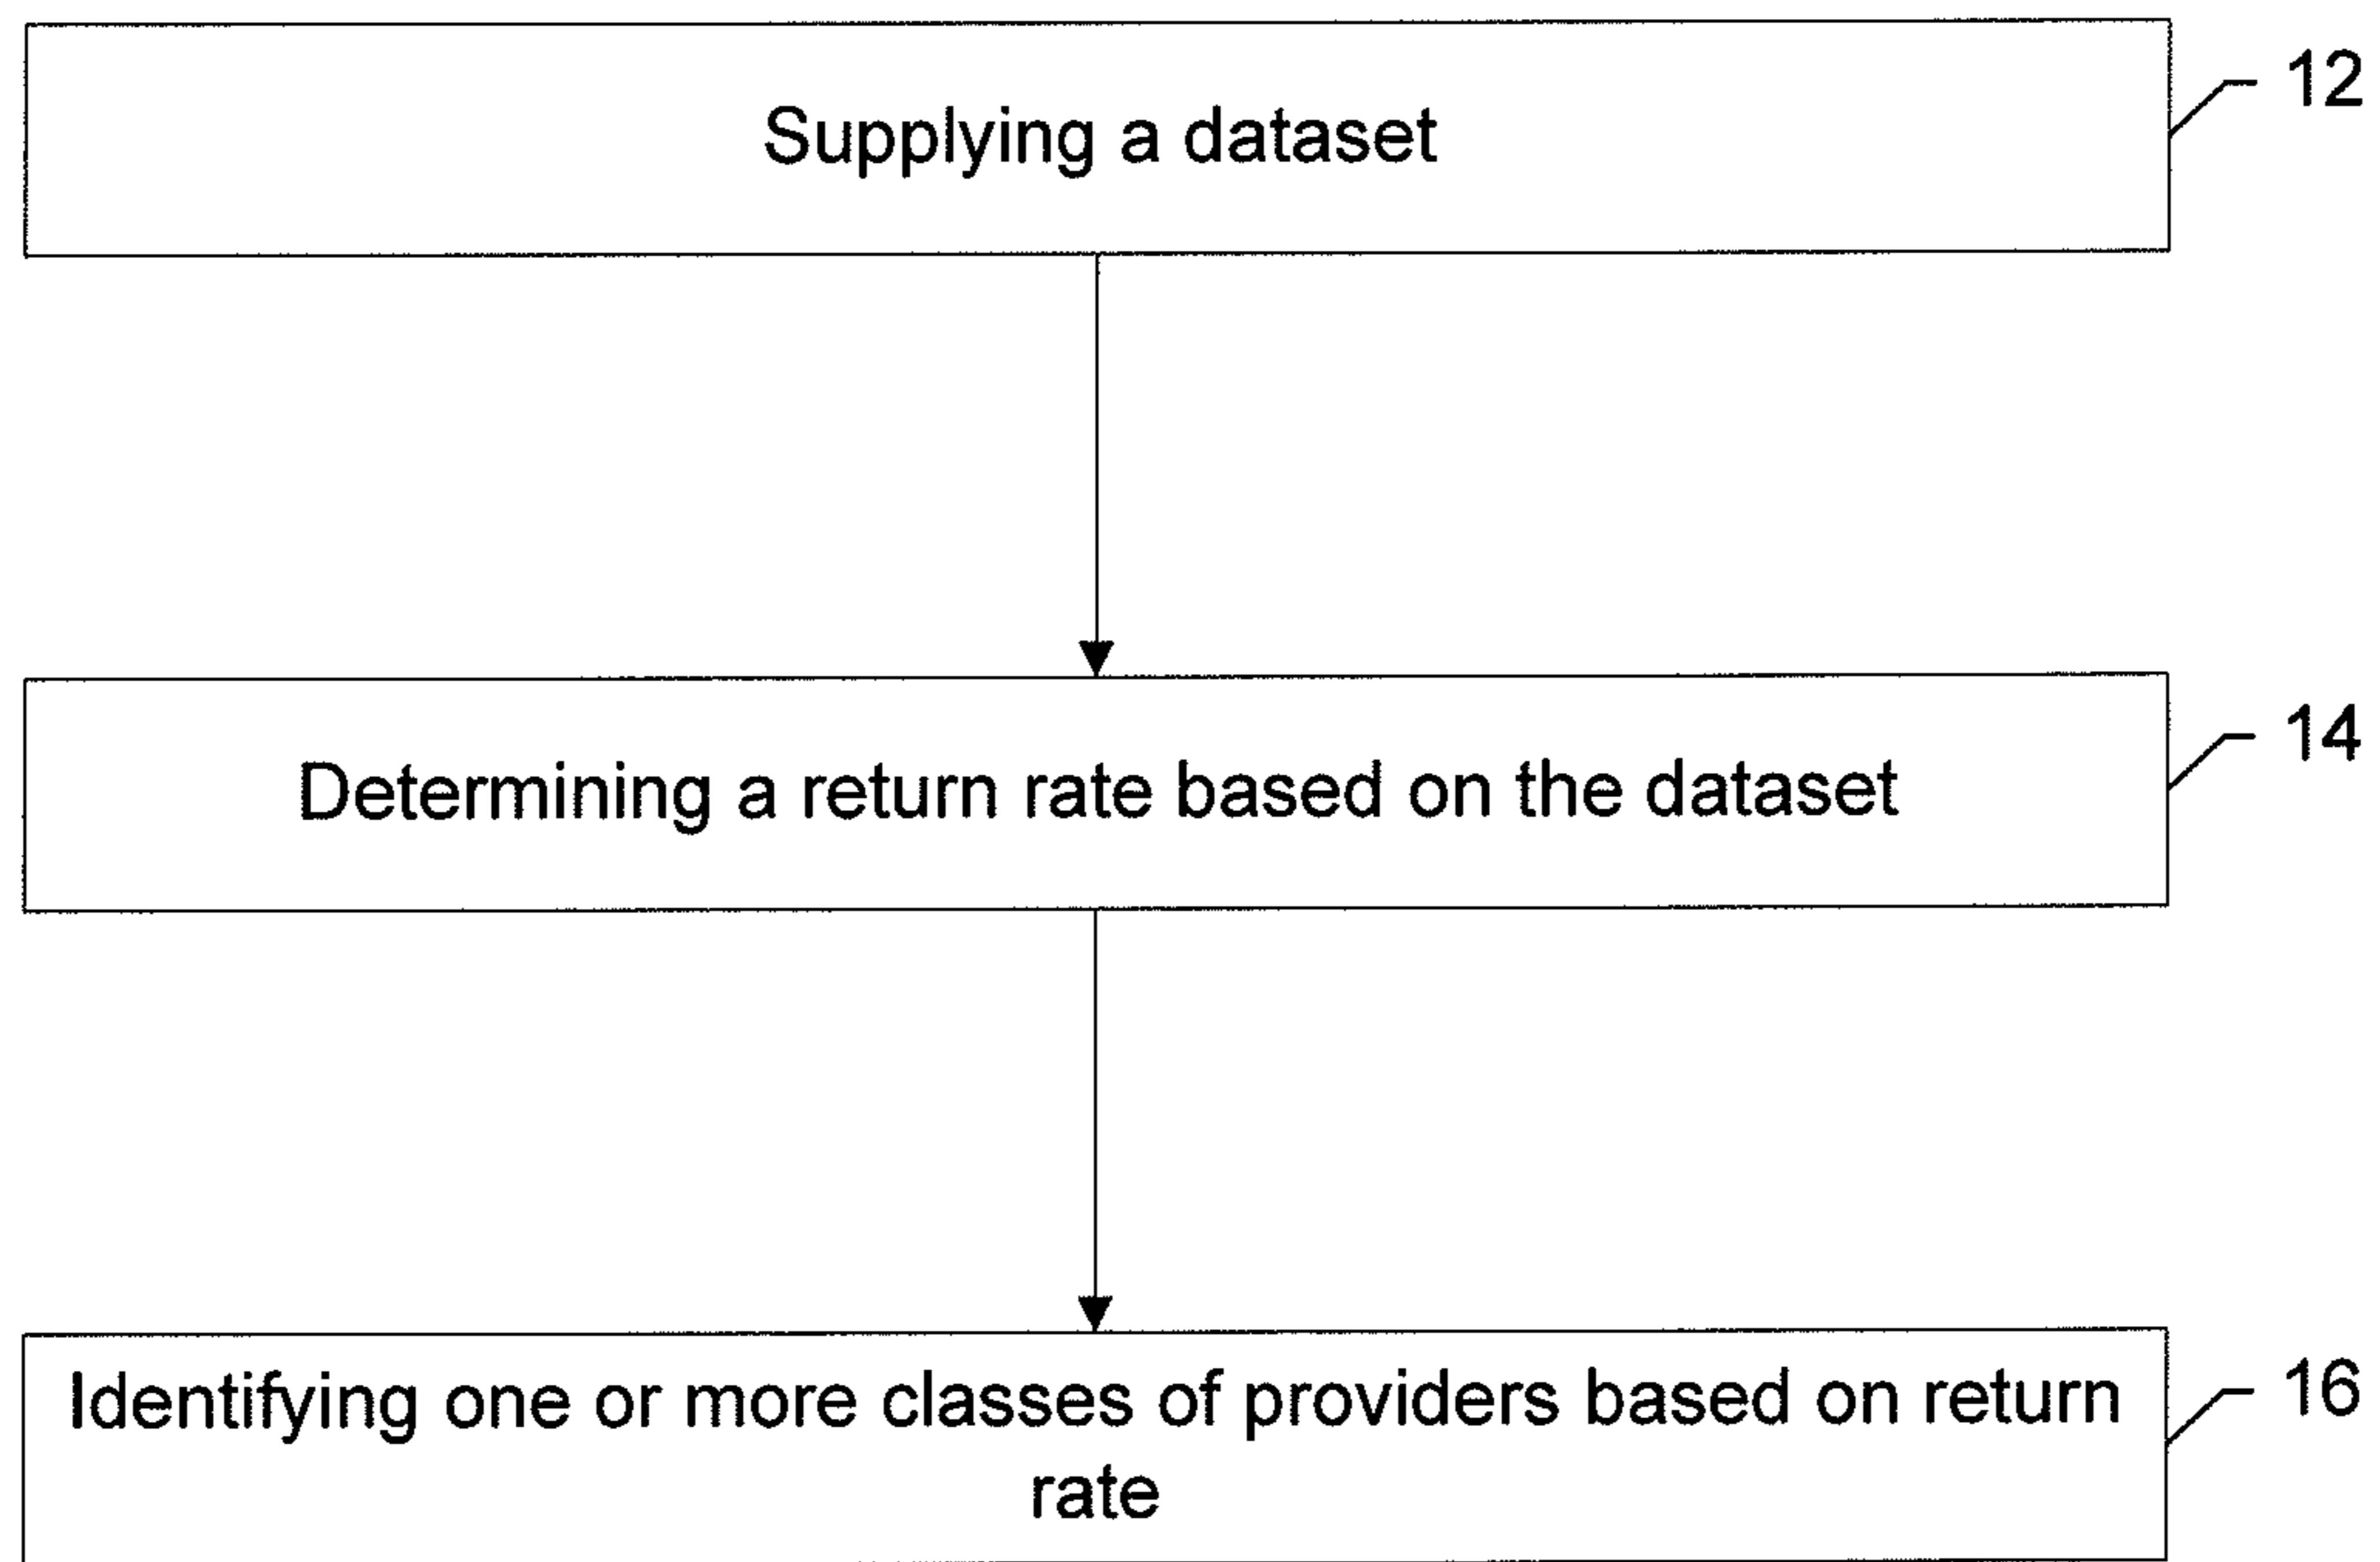 12
Supplying a dataset
14
Determining a return rate based on the dataset
16
Identifying one or more classes of providers based on return
rate